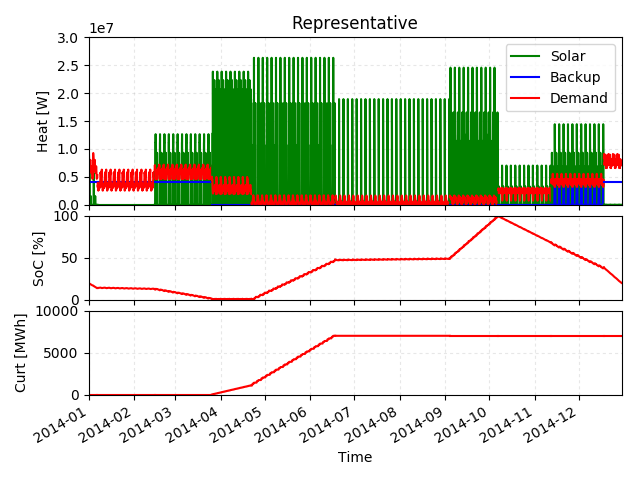 Representative
1e7
Heat [W]
3.0
2.5
2.0
1.5
1.0
0.5
0.0
Solar
Backup
Demand
SoC [%]
100
50
0
Curt [MWh]
10000
5000
0
2014-01 2014-02 2014-03 2014-04 2014-05 2014-06 2014-07 2014-08 2014-09 2014-10 2014-11 2014-12
Time